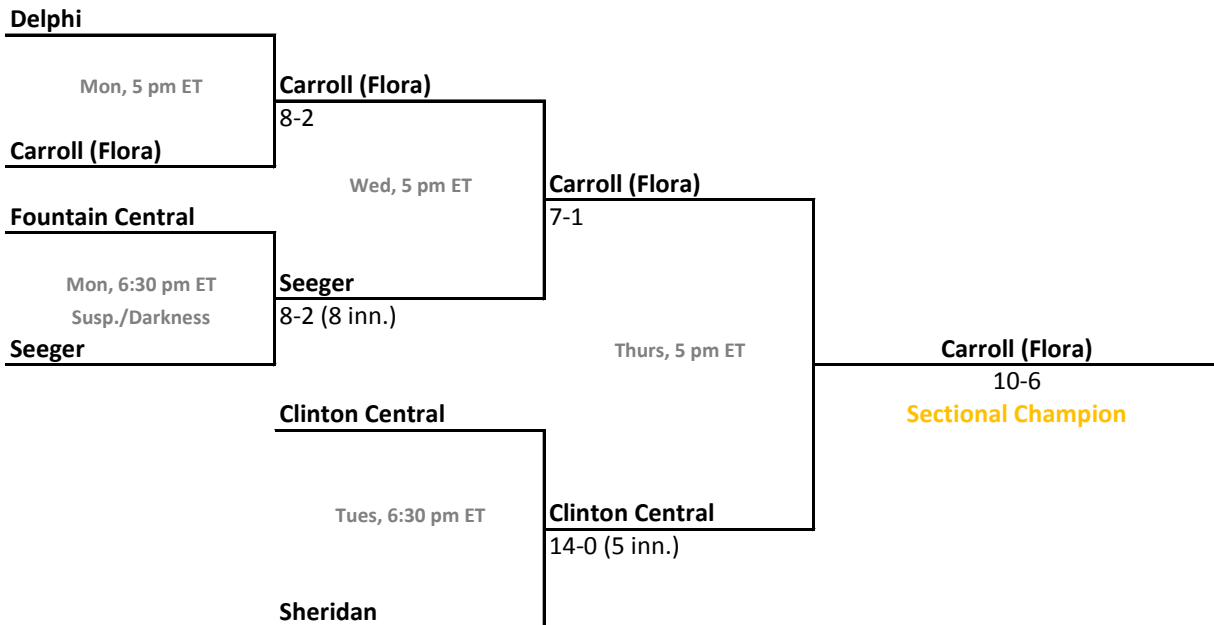 Delphi
Mon, 5 pm ET
Carroll (Flora)
8-2
Carroll (Flora)
Wed, 5 pm ET
Carroll (Flora)
7-1
Fountain Central
Mon, 6:30 pm ET
Susp./Darkness
Seeger
8-2 (8 inn.)
Seeger
Thurs, 5 pm ET
Carroll (Flora)
10-6
Sectional Champion
Clinton Central
Tues, 6:30 pm ET
Clinton Central
14-0 (5 inn.)
Sheridan